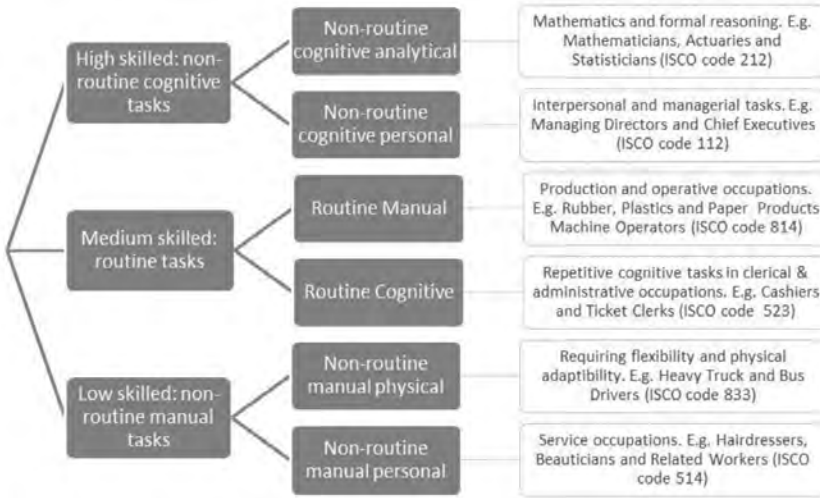 High skilled: non-
routine cognitive
tasks
Non-routine
cognitive analytical
Mathematics and formal reasoning. E.g.
Mathematicians, Actuaries and
Statisticians (ISCO code 212)
Non-routine
cognitive personal
Interpersonal and managerial tasks. E.g.
Managing Directors and Chief Executives
(ISCO code 112)
Medium skilled:
routine tasks
Routine Manual
Production and operative occupations.
E.g. Rubber, Plastics and Paper Products
Machine Operators (ISCO code 814)
Routine Cognitive
Repetitive cognitive tasks in clerical &
administrative occupations. E.g. Cashiers
and Ticket Clerks (ISCO code 523)
Low skilled: non-
routine manual
tasks
Non-routine
manual physical
Requiring flexibility and physical
adaptibility. E.g. Heavy Truck and Bus
Drivers (ISCO code 833)
Non-routine
manual personal
Service occupations. E.g. Hairdressers,
Beauticians and Related Workers (ISCO
code 514)